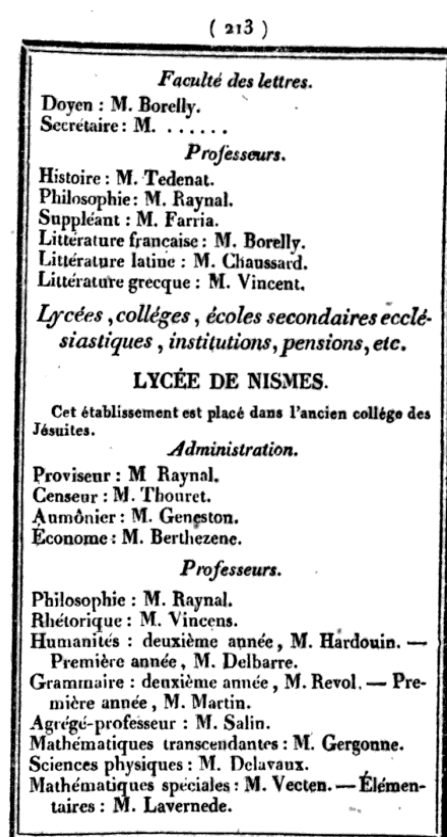 ( 213 )
Faculté des lettres.
Doyen : M. Borelly.
Secrétaire : M. . . . . . .
Professeurs.
Histoire : M. Tedenat.
Philosophie : M. Raynal.
Suppléant : M. Farria.
Littérature française : M. Borelly.
Littérature latine : M. Chaussard.
Littérature grecque : M. Vincent.
Lycées, colléges, écoles secondaires ecclé-
siastiques, institutions, pensions, etc.
LYCÉE DE NISMES.
Cet établissement est placé dans l'ancien collége des
Jésuites.
Administration.
Proviseur : M Raynal.
Censeur : M. Thouret.
Aumônier : M. Geneston.
Économe : M. Berthezene.
Professeurs.
Philosophie : M. Raynal.
Rhétorique : M. Vincens.
Humanités : deuxième année, M. Hardouin. —
Première année, M. Delbarre.
Grammaire : deuxième année, M. Revol. — Pre-
mière année, M. Martin.
Agrégé-professeur : M. Salin.
Mathématiques transcendantes : M. Gergonne.
Sciences physiques : M. Delavaux.
Mathématiques spéciales : M. Vecten. — Élémen-
taires : M. Lavernede.